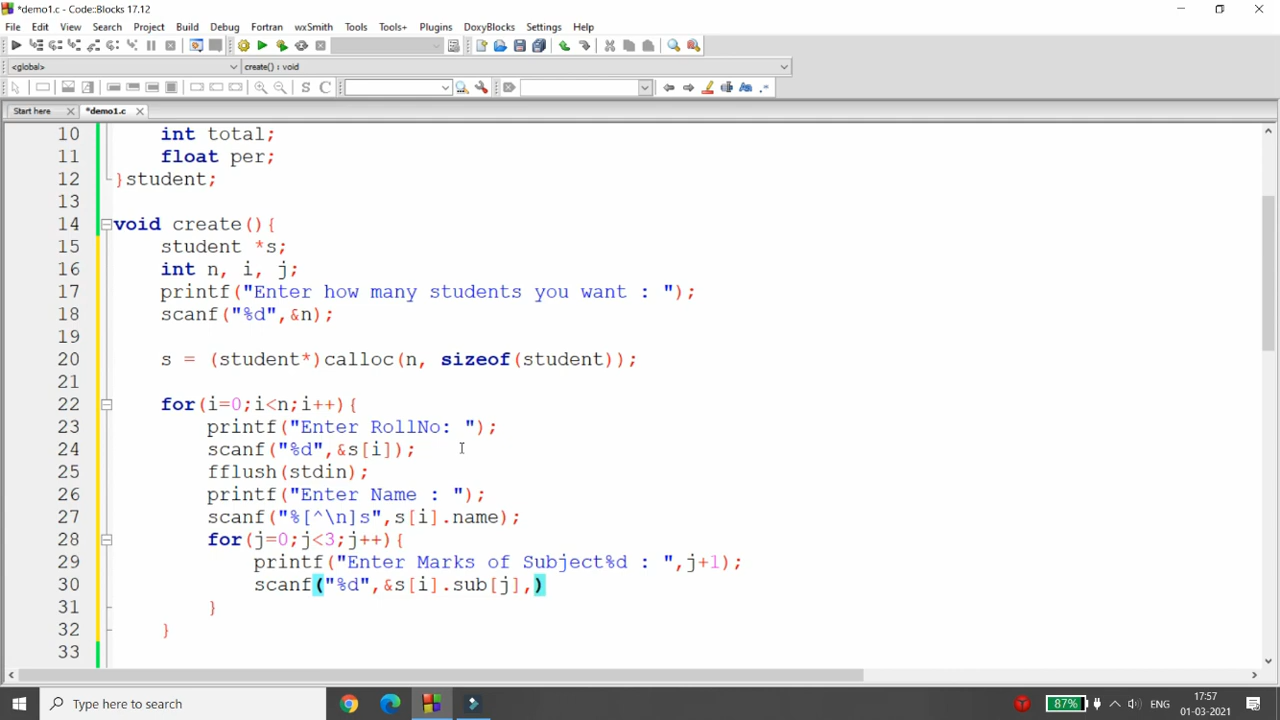 *demo1.c - Code::Blocks 17.12
File Edit View Search Project Build Debug Fortran wxSmith Tools Tools+ Plugins DoxyBlocks Settings Help
<global> create() : void
S C
Start here *demo1.c
10 int total;
11 float per;
12 }student;
13
14 void create(){
15 student *s;
16 int n, i, j;
17 printf("Enter how many students you want : ");
18 scanf("%d",&n);
19
20 s = (student*)calloc(n, sizeof(student));
21
22 for(i=0;i<n;i++){
23 printf("Enter RollNo: ");
24 scanf("%d",&s[i]);
25 fflush(stdin);
26 printf("Enter Name : ");
27 scanf("%[^\n]s",s[i].name);
28 for(j=0;j<3;j++){
29 printf("Enter Marks of Subject%d : ",j+1);
30 scanf("%d",&s[i].sub[j],)
31 }
32 }
33
Type here to search
87% ENG 17:57
01-03-2021